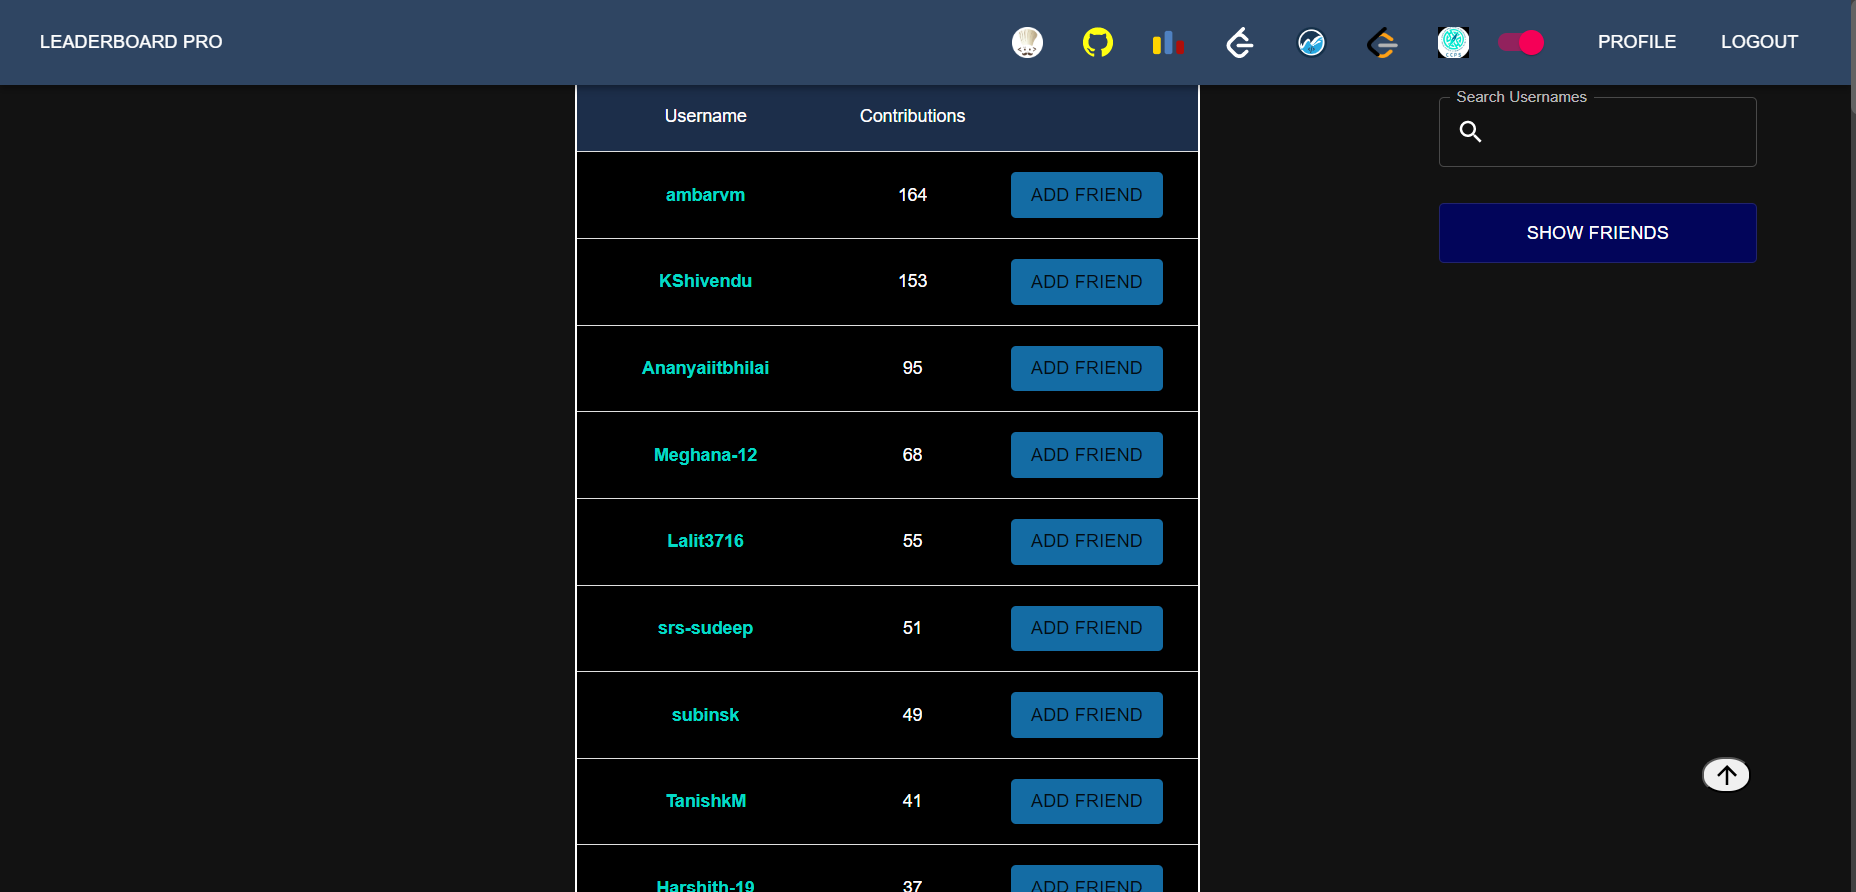 LEADERBOARD PRO
PROFILE LOGOUT
Username Contributions
Search Usernames
ambarvm 164 ADD FRIEND
SHOW FRIENDS
KShivendu 153 ADD FRIEND
Ananyaiitbhilai 95 ADD FRIEND
Meghana-12 68 ADD FRIEND
Lalit3716 55 ADD FRIEND
srs-sudeep 51 ADD FRIEND
subinsk 49 ADD FRIEND
TanishkM 41 ADD FRIEND
Harshith-19 37 ADD FRIEND